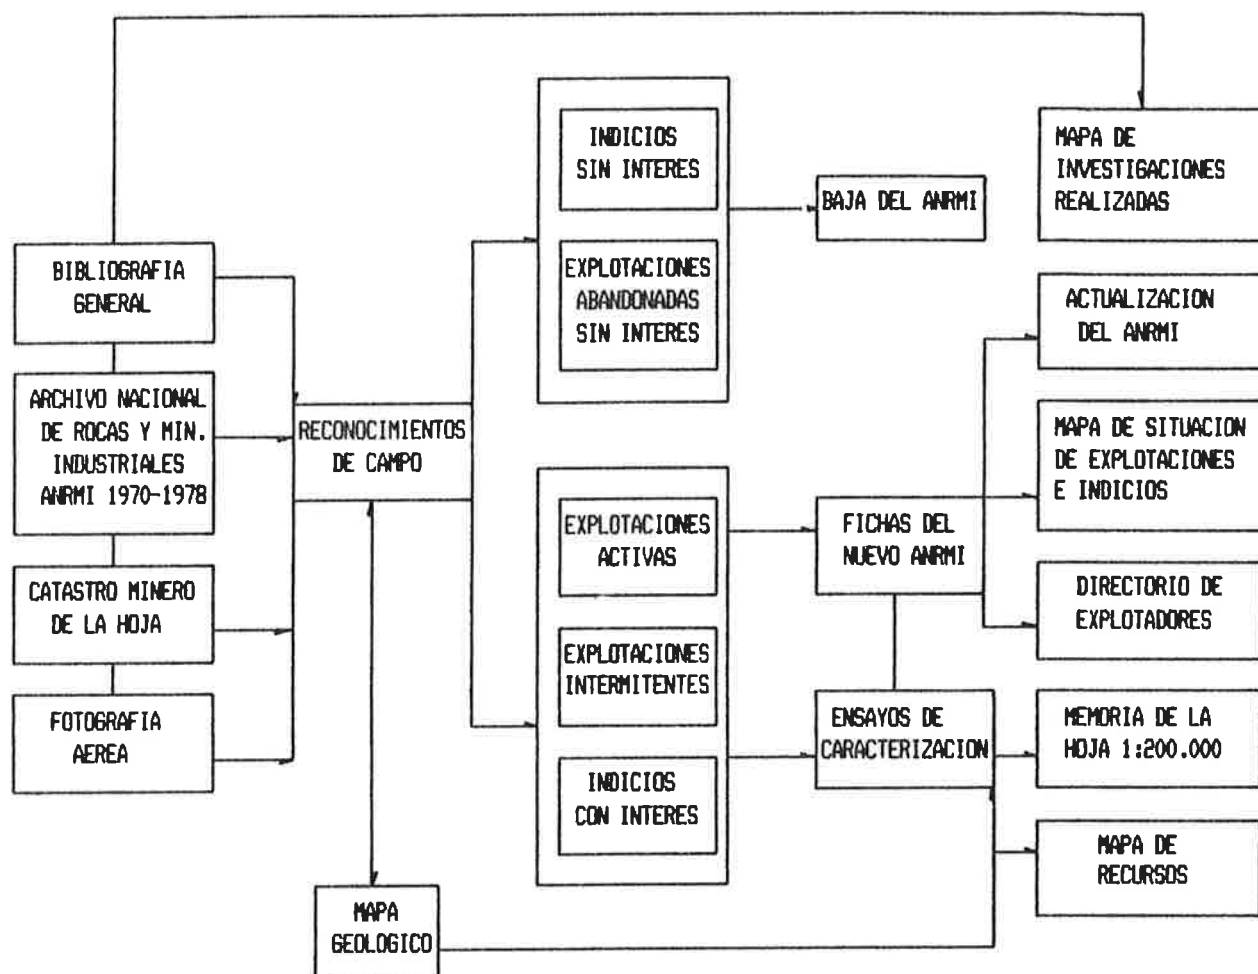 BIBLIOGRAFIA
GENERAL
ARCHIVO NACIONAL
DE ROCAS Y MIN.
INDUSTRIALES
ANRMI 1970-1978
CATASTRO MINERO
DE LA HOJA
FOTOGRAFIA
AEREA
RECONOCIMIENTOS
DE CAMPO
MAPA
GEOLOGICO
INDICIOS
SIN INTERES
EXPLOTACIONES
ABANDONADAS
SIN INTERES
EXPLOTACIONES
ACTIVAS
EXPLOTACIONES
INTERMITENTES
INDICIOS
CON INTERES
BAJA DEL ANRMI
FICHAS DEL
NUEVO ANRMI
ENSAYOS DE
CARACTERIZACION
MAPA DE
INVESTIGACIONES
REALIZADAS
ACTUALIZACION
DEL ANRMI
MAPA DE SITUACION
DE EXPLOTACIONES
E INDICIOS
DIRECTORIO DE
EXPLOTADORES
MEMORIA DE LA
HOJA 1:200.000
MAPA DE
RECURSOS